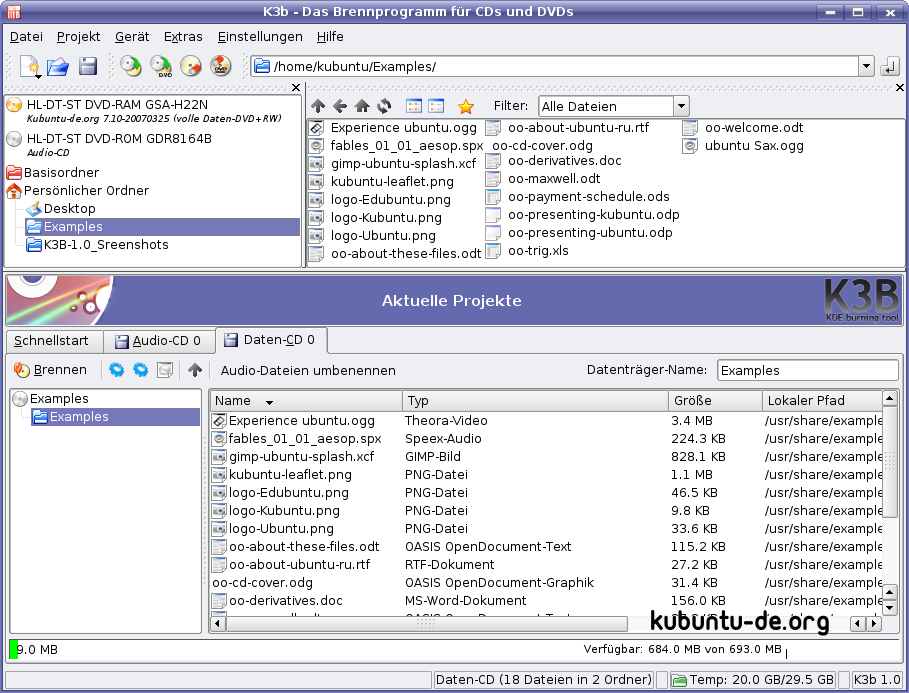 K3b - Das Brennprogramm für CDs und DVDs
Datei Projekt Gerät Extras Einstellungen Hilfe
DVD DVD /home/kubuntu/Examples/
HL-DT-ST DVD-RAM GSA-H22N
Kubuntu-de.org 7.10-20070325 (volle Daten-DVD+RW)
HL-DT-ST DVD-ROM GDR8164B
Audio-CD
Basisordner
Persönlicher Ordner
Desktop
Examples
K3B-1.0_Sreenshots
Filter: Alle Dateien
Experience ubuntu.ogg
fables_01_01_aesop.spx
gimp-ubuntu-splash.xcf
kubuntu-leaflet.png
logo-Edubuntu.png
logo-Kubuntu.png
logo-Ubuntu.png
oo-about-these-files.odt
oo-about-ubuntu-ru.rtf
oo-cd-cover.odg
oo-derivatives.doc
oo-maxwell.odt
oo-payment-schedule.ods
oo-presenting-kubuntu.odp
oo-presenting-ubuntu.odp
oo-trig.xls
oo-welcome.odt
ubuntu Sax.ogg
Aktuelle Projekte
K3B
KDE burning tool
Schnellstart Audio-CD 0 Daten-CD 0
Brennen Audio-Dateien umbenennen Datenträger-Name: Examples
Examples
Examples
Name Typ Größe Lokaler Pfad
Experience ubuntu.ogg Theora-Video 3.4 MB /usr/share/example
fables_01_01_aesop.spx Speex-Audio 224.3 KB /usr/share/example
gimp-ubuntu-splash.xcf GIMP-Bild 828.1 KB /usr/share/example
kubuntu-leaflet.png PNG-Datei 1.1 MB /usr/share/example
logo-Edubuntu.png PNG-Datei 46.5 KB /usr/share/example
logo-Kubuntu.png PNG-Datei 9.8 KB /usr/share/example
logo-Ubuntu.png PNG-Datei 33.6 KB /usr/share/example
oo-about-these-files.odt OASIS OpenDocument-Text 115.2 KB /usr/share/example
oo-about-ubuntu-ru.rtf RTF-Dokument 27.2 KB /usr/share/example
oo-cd-cover.odg OASIS OpenDocument-Graphik 31.4 KB /usr/share/example
oo-derivatives.doc MS-Word-Dokument 156.0 KB /usr/share/example
kubuntu-de.org
9.0 MB Verfügbar: 684.0 MB von 693.0 MB
Daten-CD (18 Dateien in 2 Ordner) Temp: 20.0 GB/29.5 GB K3b 1.0